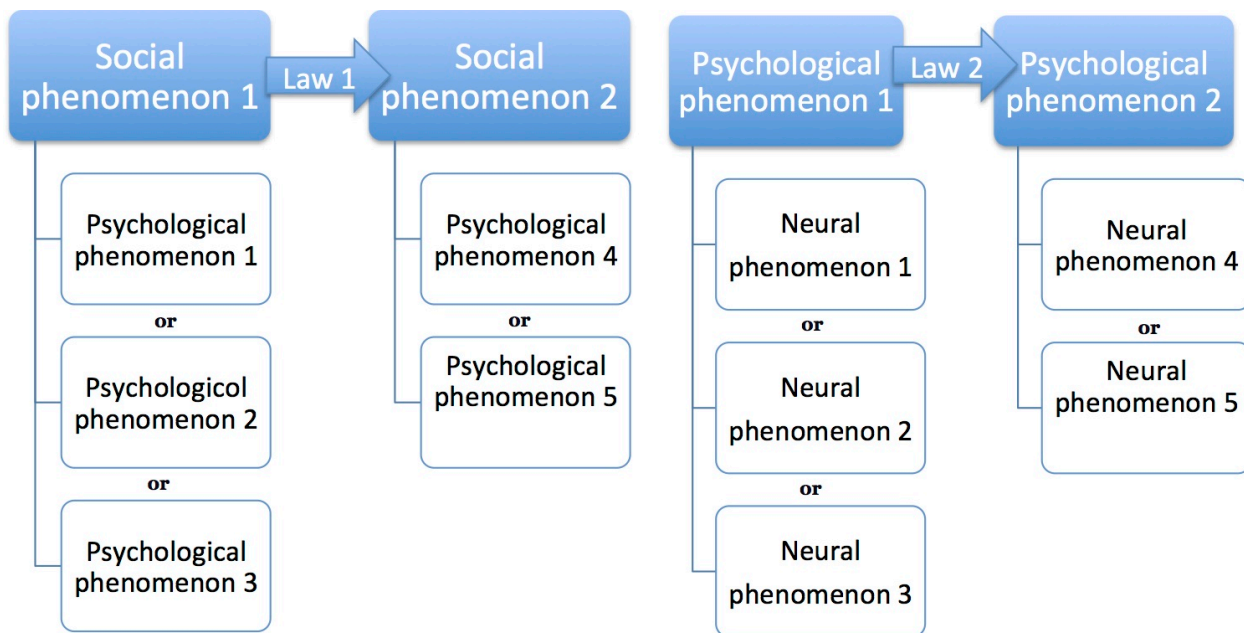 Social
phenomenon 1
Law 1
Social
phenomenon 2
Psychological
phenomenon 1
or
Psychologicol
phenomenon 2
or
Psychological
phenomenon 3
Psychological
phenomenon 4
or
Psychological
phenomenon 5
Psychological
phenomenon 1
Law 2
Psychological
phenomenon 2
Neural
phenomenon 1
or
Neural
phenomenon 2
or
Neural
phenomenon 3
Neural
phenomenon 4
or
Neural
phenomenon 5